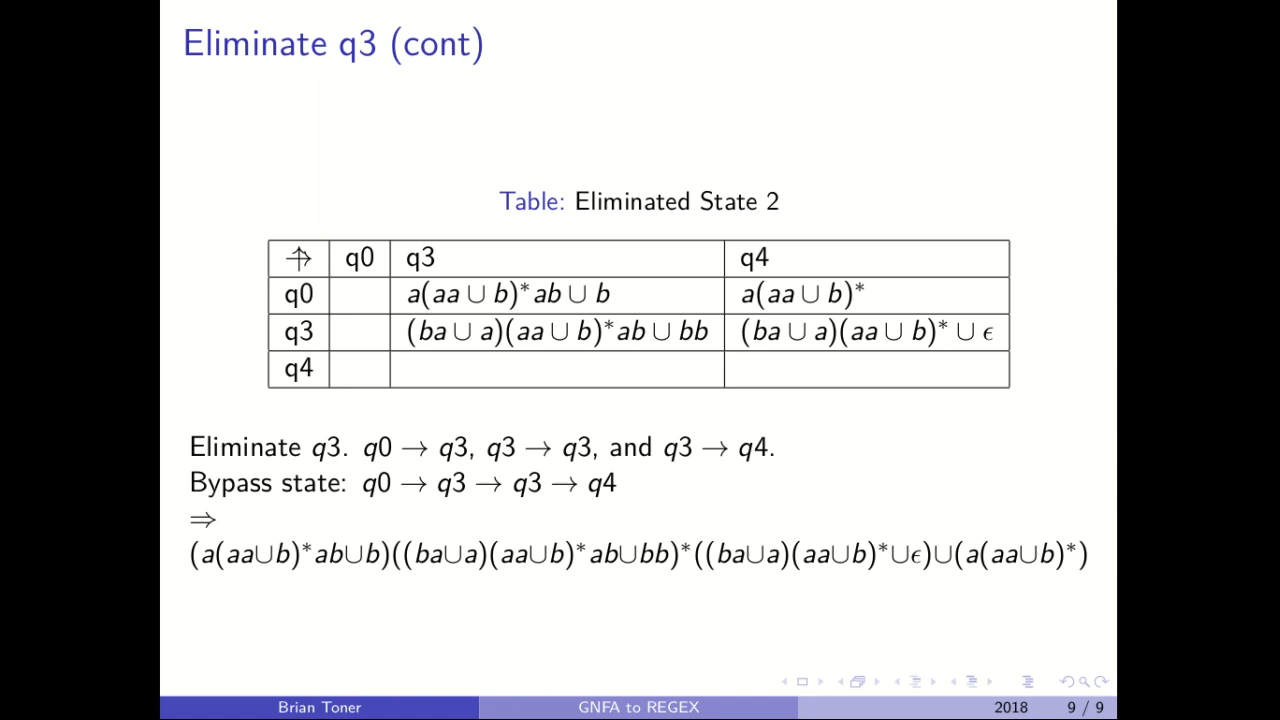 Eliminate q3 (cont)
Table: Eliminated State 2
q0 q3 q4
q0 a(aa ∪ b)*ab ∪ b a(aa ∪ b)*
q3 (ba ∪ a)(aa ∪ b)*ab ∪ bb (ba ∪ a)(aa ∪ b)* ∪ ϵ
q4
Eliminate q3. q0 → q3, q3 → q3, and q3 → q4.
Bypass state: q0 → q3 → q3 → q4
⇒
(a(aa∪b)*ab∪b)((ba∪a)(aa∪b)*ab∪bb)*((ba∪a)(aa∪b)*∪ϵ)∪(a(aa∪b)*)
Brian Toner GNFA to REGEX 2018 9 / 9